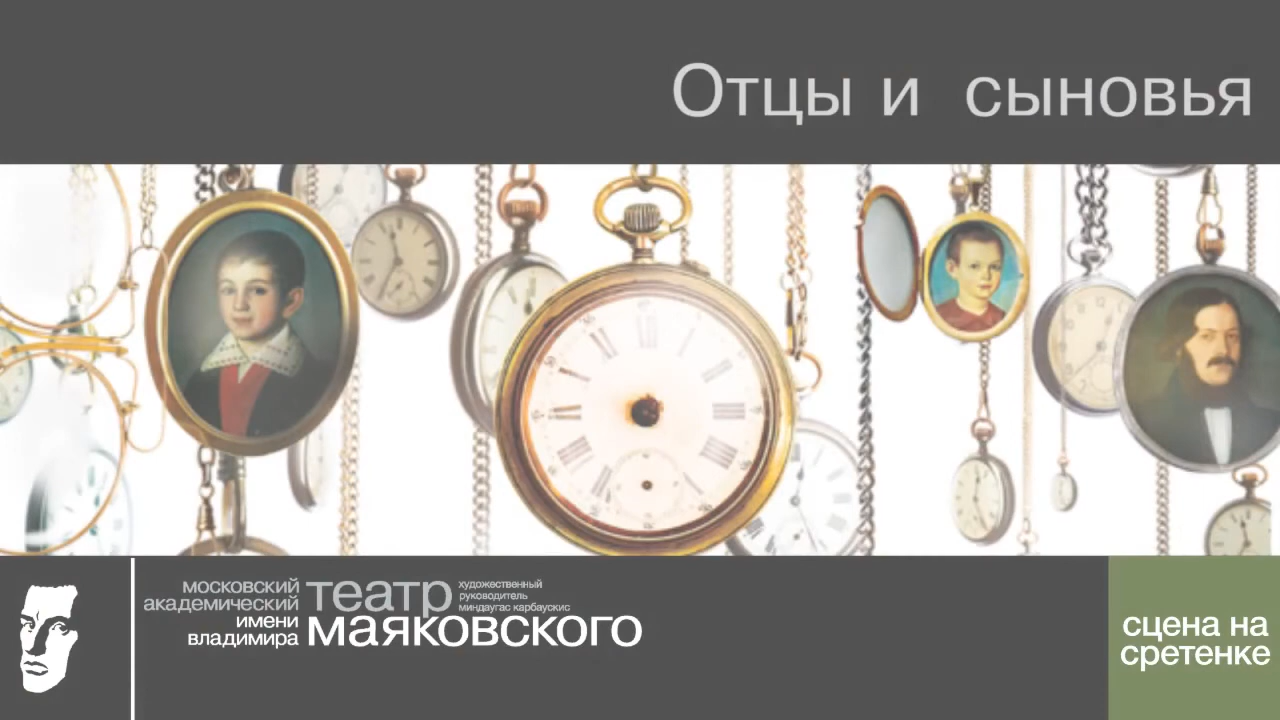 Отцы и сыновья
московский
академический
имени
владимира
театр
маяковского
художественный
руководитель
миндаугас карбаускис
сцена на
сретенке